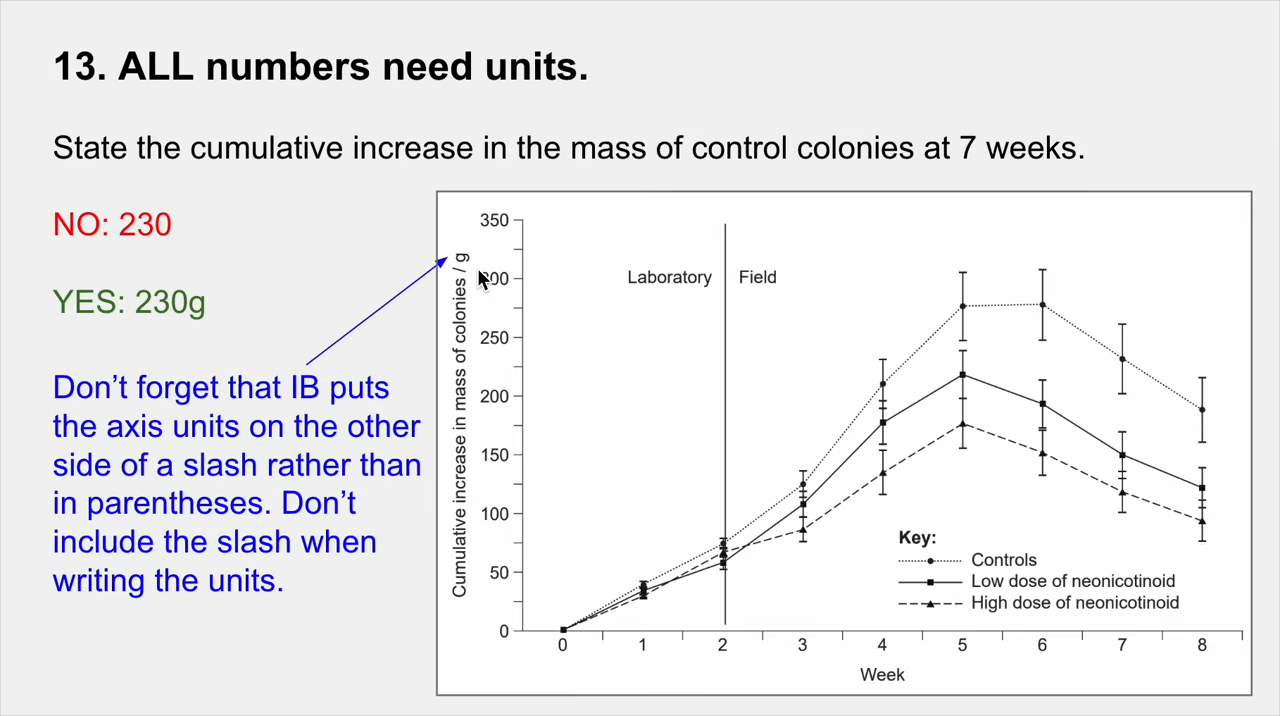 13. ALL numbers need units.
State the cumulative increase in the mass of control colonies at 7 weeks.
NO: 230
YES: 230g
Don't forget that IB puts
the axis units on the other
side of a slash rather than
in parentheses. Don't
include the slash when
writing the units.
Cumulative increase in mass of colonies / g
350
300
250
200
150
100
50
0
Laboratory
Field
Key:
Controls
Low dose of neonicotinoid
High dose of neonicotinoid
0 1 2 3 4 5 6 7 8
Week